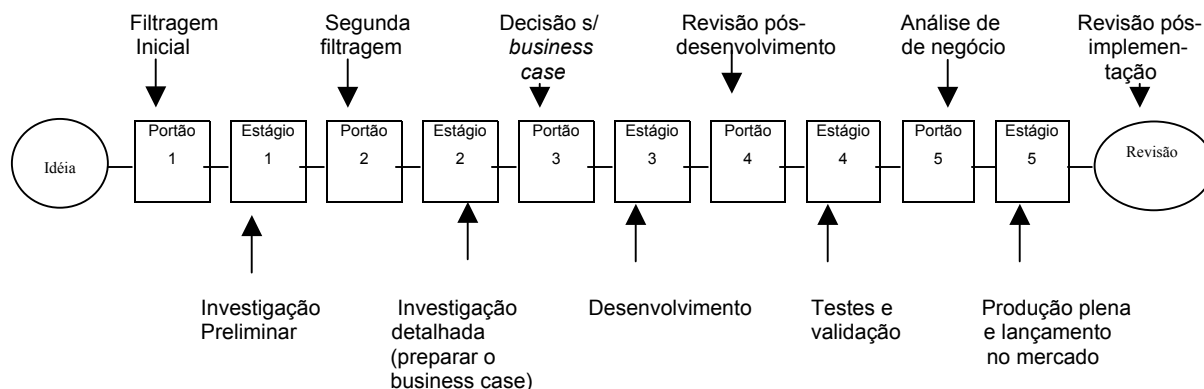 Filtragem
Inicial
Segunda
filtragem
Decisão s/
business
case
Revisão pós-
desenvolvimento
Análise de
de negócio
Revisão pós-
implemen-
tação
Idéia
Portão
1
Estágio
1
Portão
2
Estágio
2
Portão
3
Estágio
3
Portão
4
Estágio
4
Portão
5
Estágio
5
Revisão
Investigação
Preliminar
Investigação
detalhada
(preparar o
business case)
Desenvolvimento
Testes e
validação
Produção plena
e lançamento
no mercado